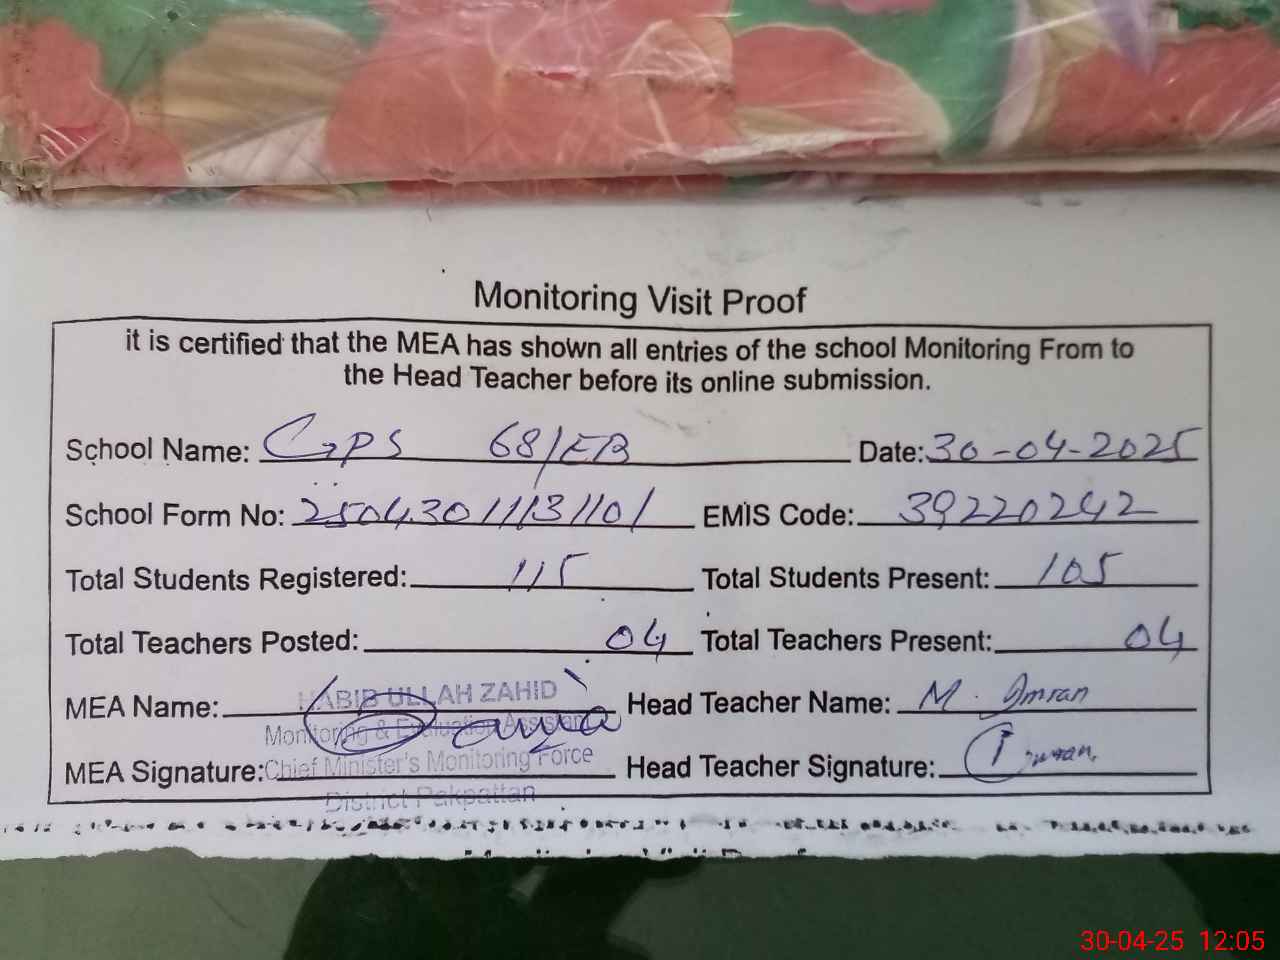 Monitoring Visit Proof
it is certified that the MEA has shown all entries of the school Monitoring From to
the Head Teacher before its online submission.
School Name: GPS 68/EB Date: 30-04-2025
School Form No: 25043011131101 EMIS Code: 39220242
Total Students Registered: 115 Total Students Present: 105
Total Teachers Posted: 04 Total Teachers Present: 04
MEA Name: HABIB ULLAH ZAHID Head Teacher Name: M. Imran
Monitoring & Evaluation Assistant
MEA Signature: Chief Minister's Monitoring Force Head Teacher Signature: Imran
District Pakpattan
30-04-25 12:05